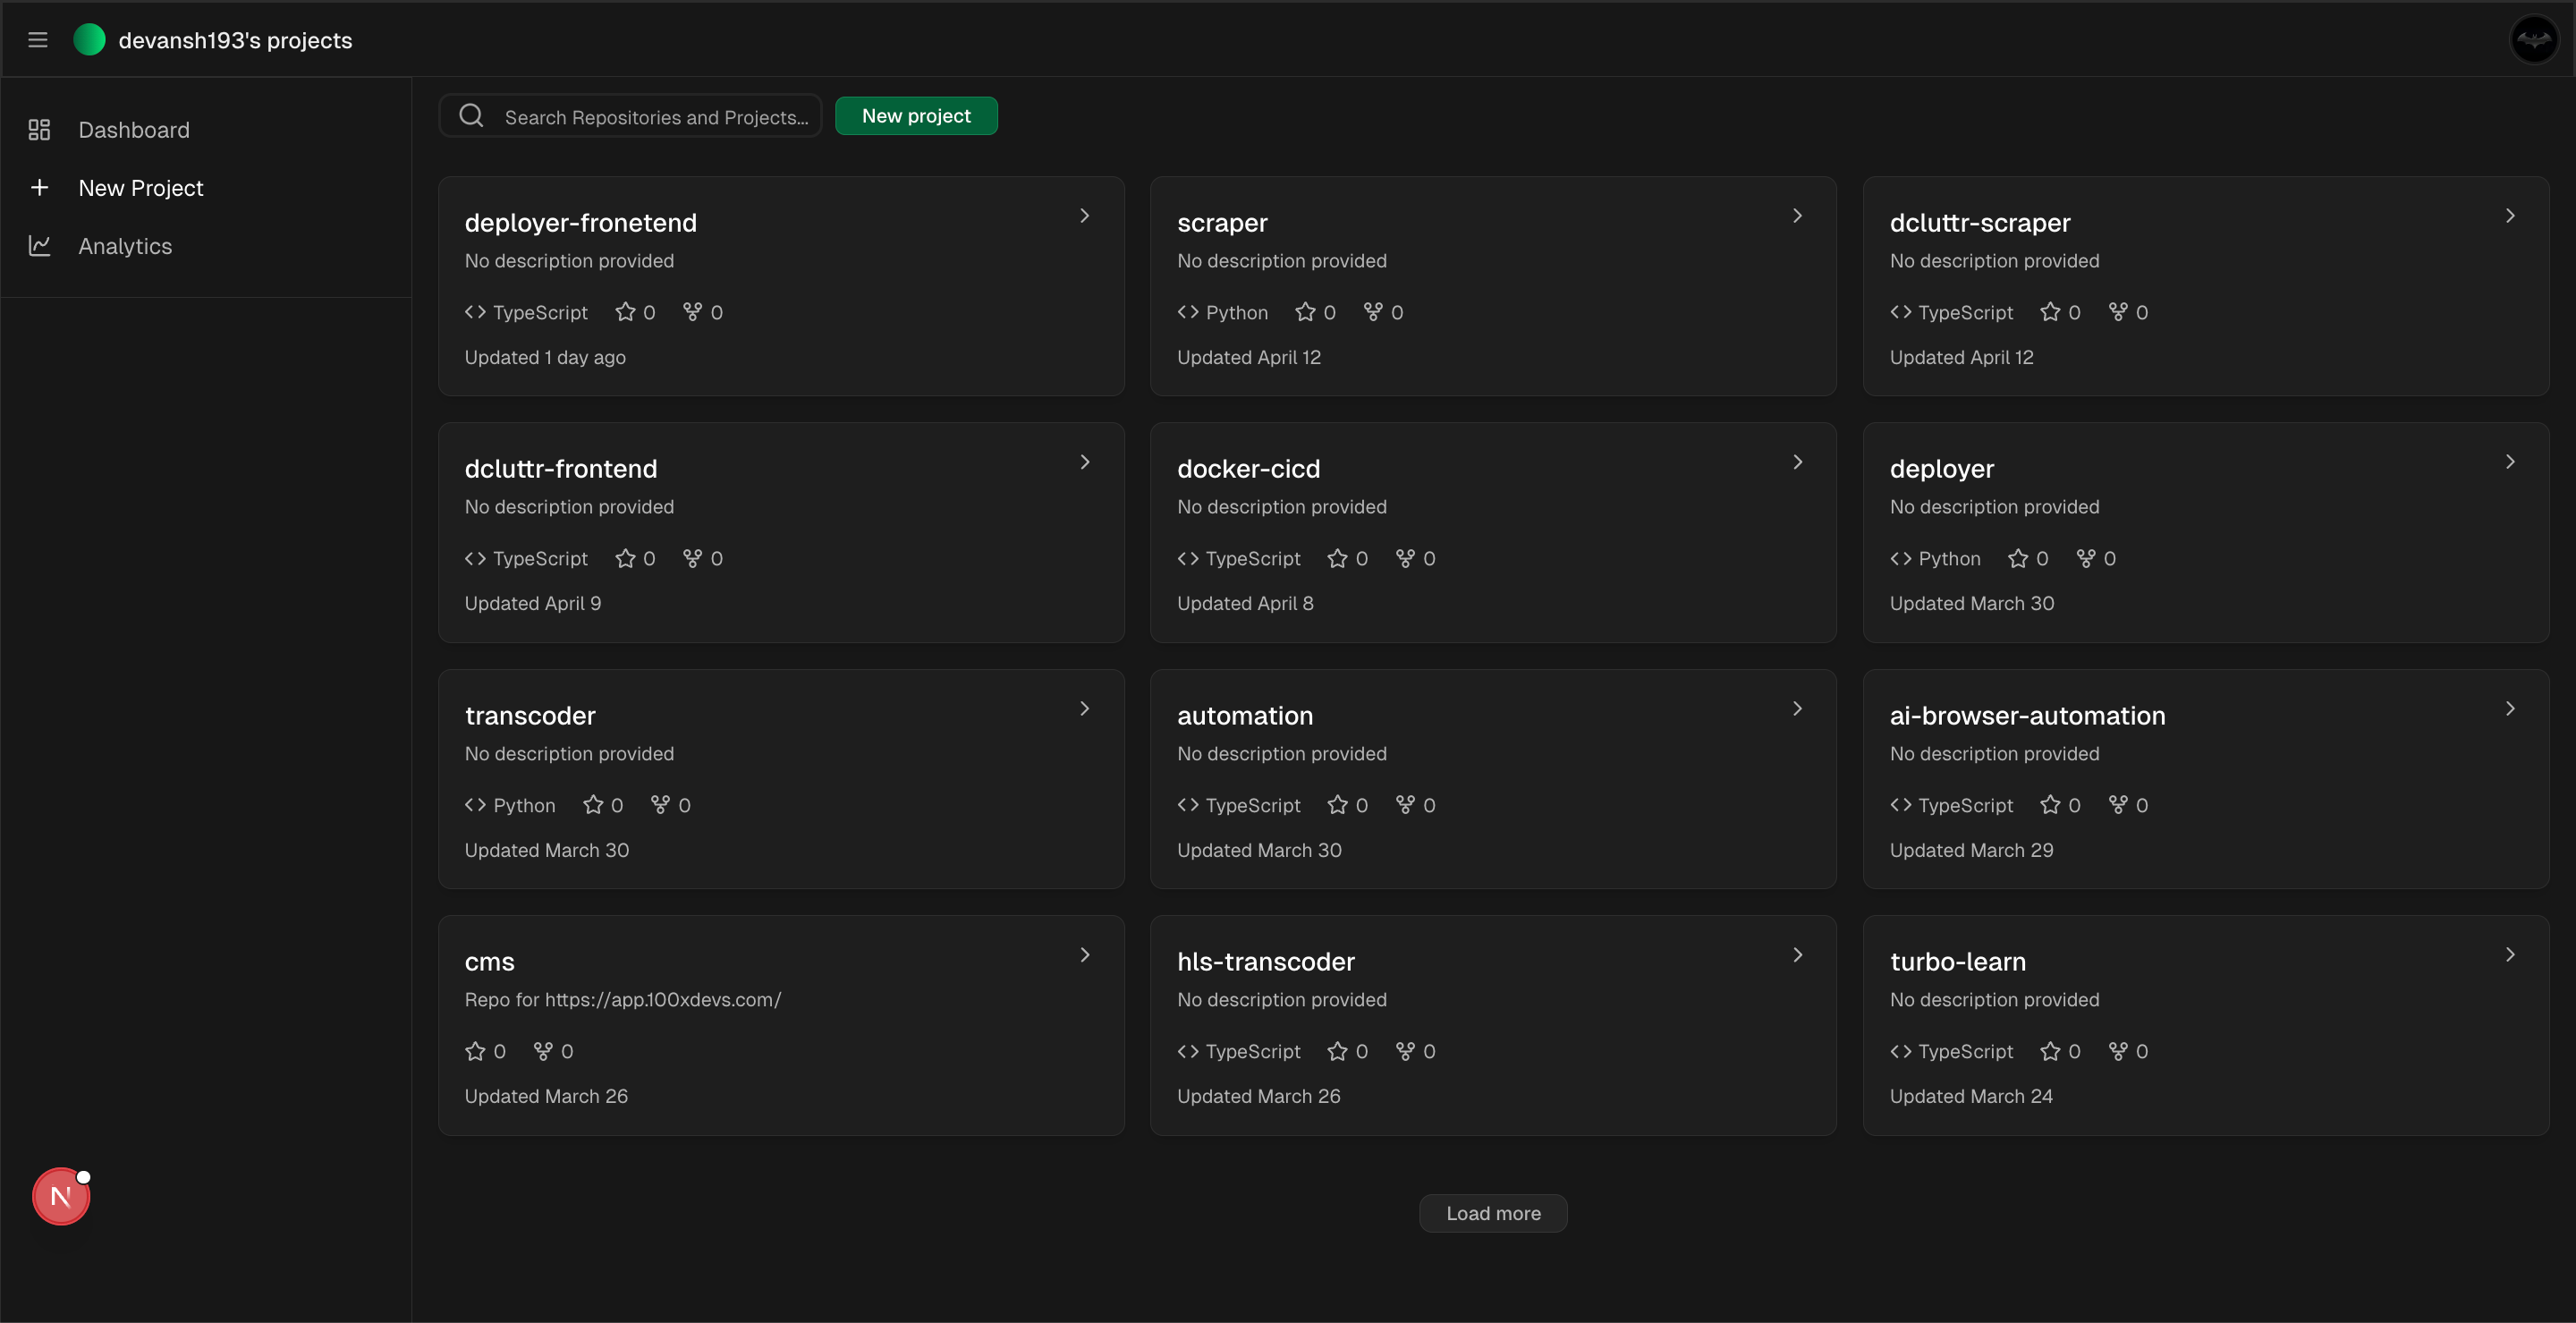 devansh193's projects
Dashboard
New Project
Analytics
Search Repositories and Projects...
New project
deployer-fronetend
No description provided
TypeScript 0 0
Updated 1 day ago
scraper
No description provided
Python 0 0
Updated April 12
dcluttr-scraper
No description provided
TypeScript 0 0
Updated April 12
dcluttr-frontend
No description provided
TypeScript 0 0
Updated April 9
docker-cicd
No description provided
TypeScript 0 0
Updated April 8
deployer
No description provided
Python 0 0
Updated March 30
transcoder
No description provided
Python 0 0
Updated March 30
automation
No description provided
TypeScript 0 0
Updated March 30
ai-browser-automation
No description provided
TypeScript 0 0
Updated March 29
cms
Repo for https://app.100xdevs.com/
0 0
Updated March 26
hls-transcoder
No description provided
TypeScript 0 0
Updated March 26
turbo-learn
No description provided
TypeScript 0 0
Updated March 24
N
Load more